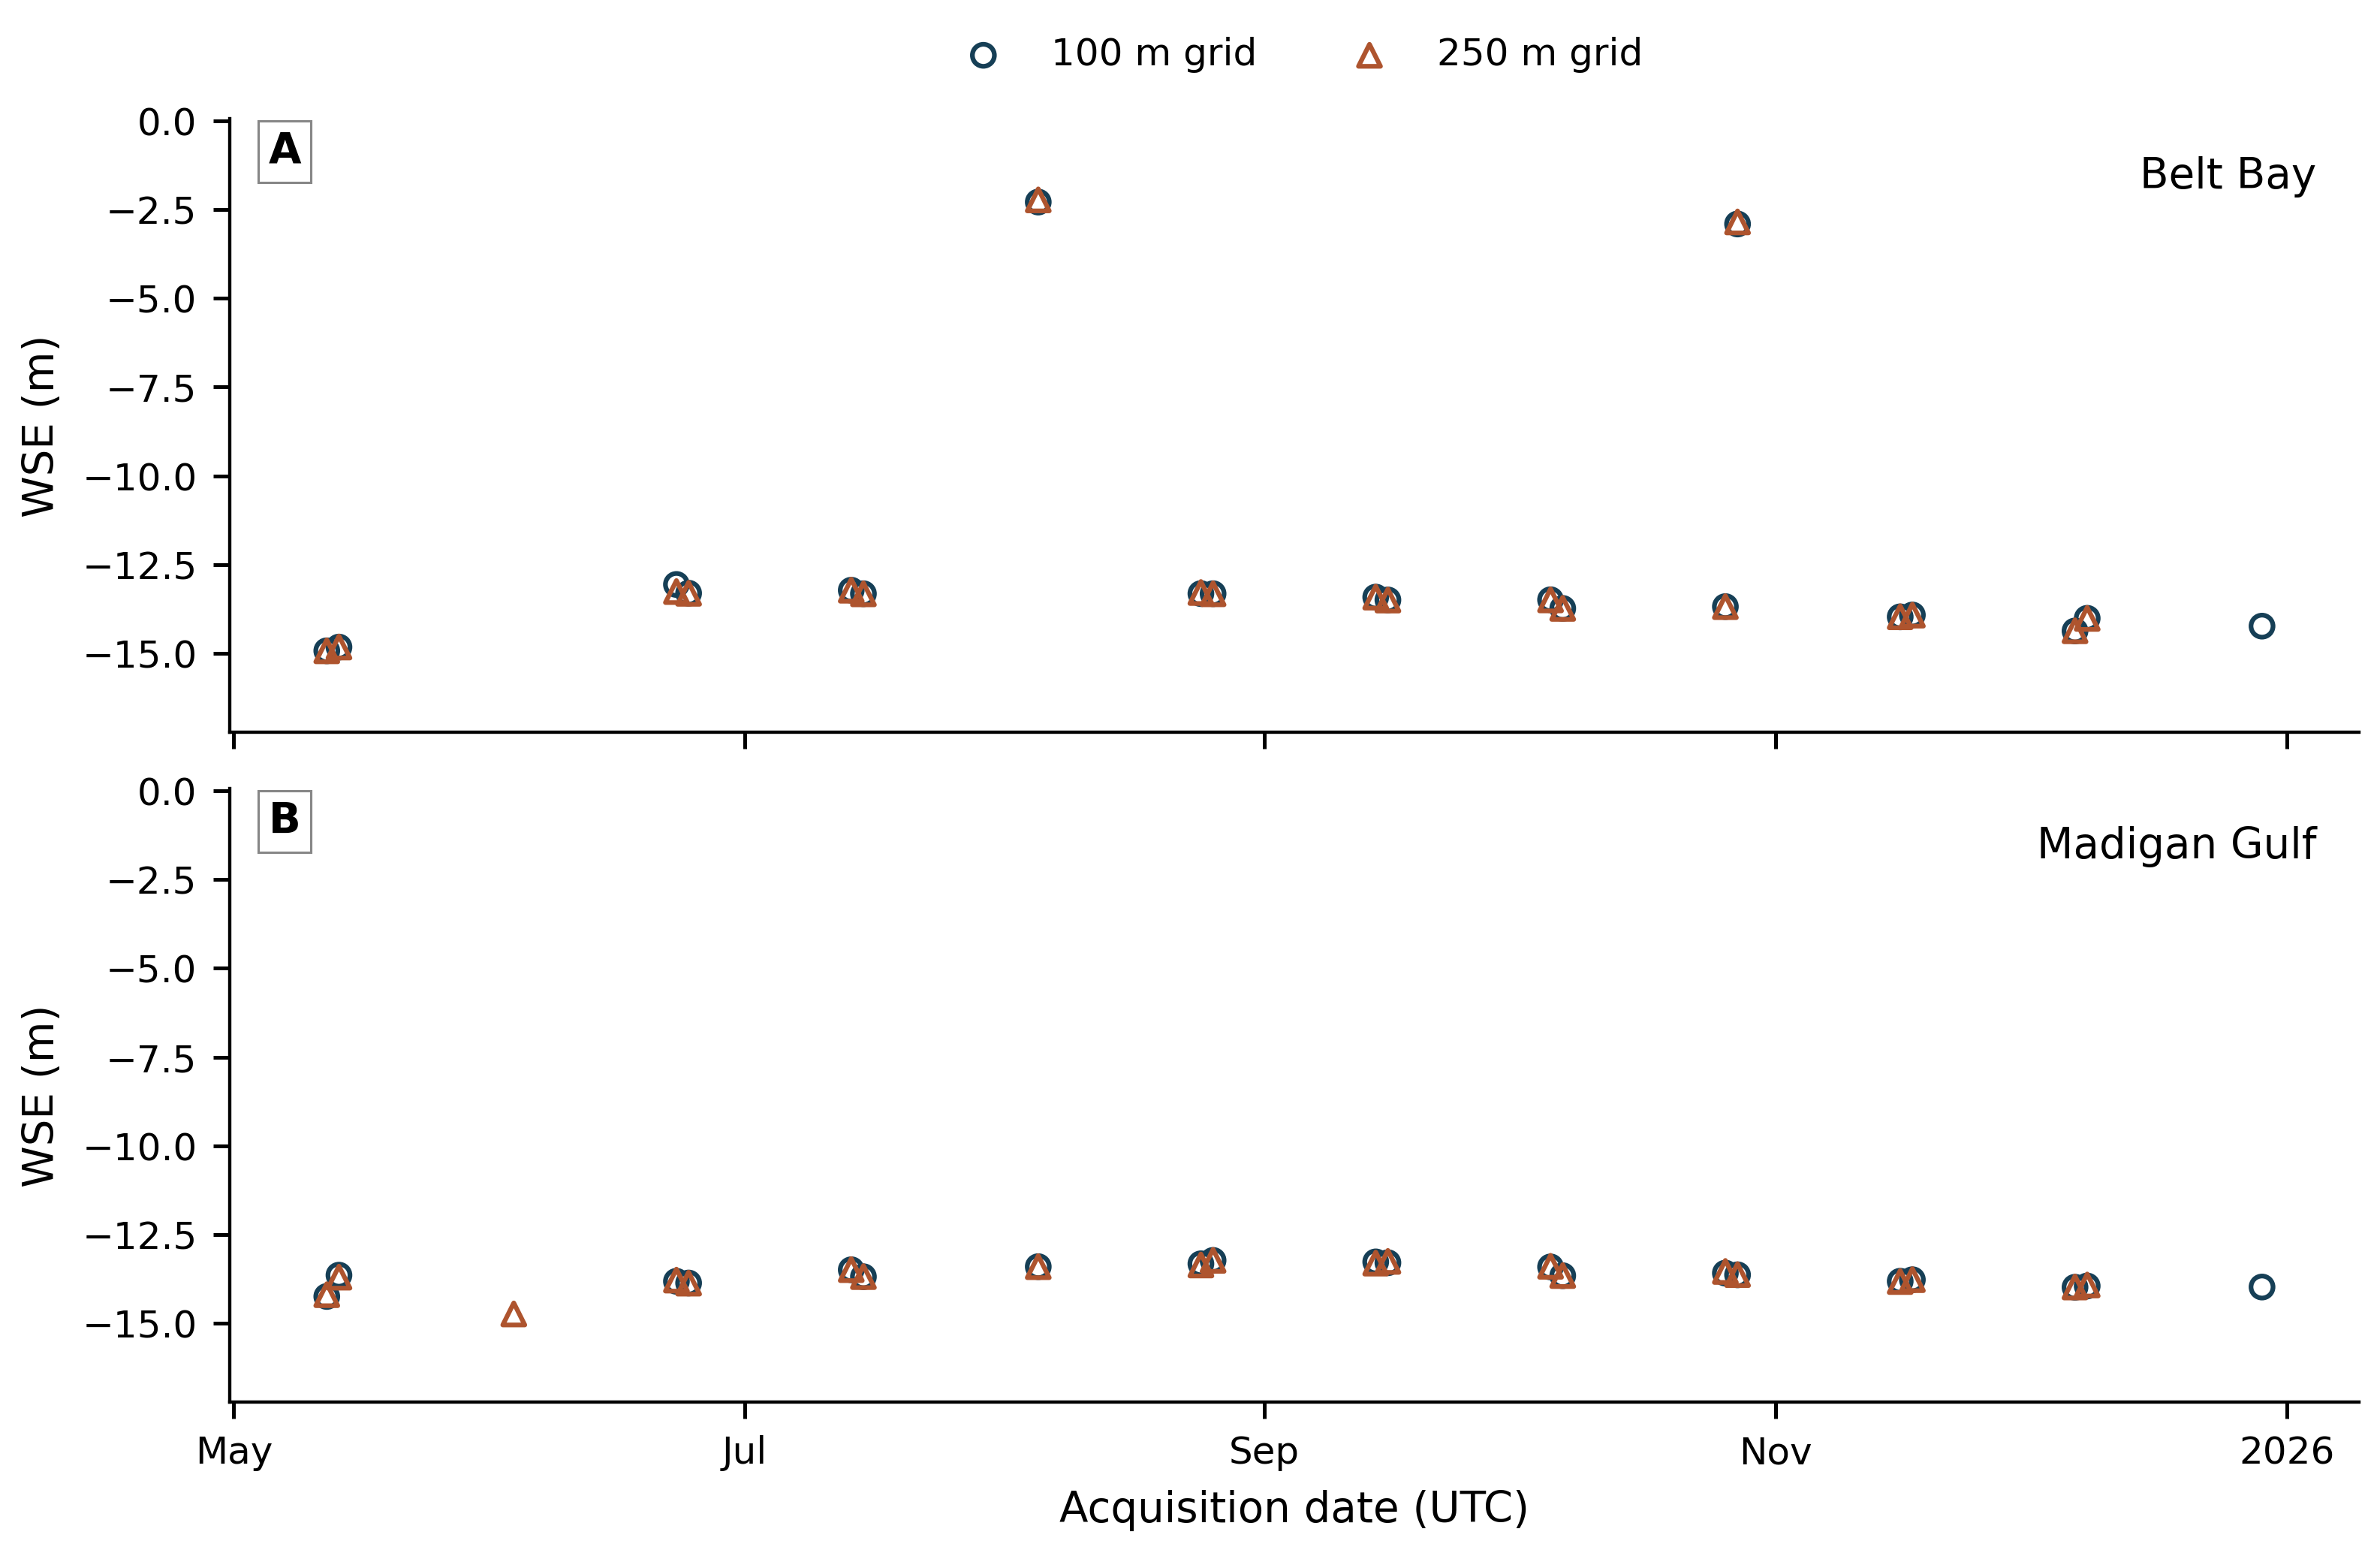 100 m grid 250 m grid
A
Belt Bay
0.0
−2.5
−5.0
−7.5
−10.0
−12.5
−15.0
WSE (m)
B
Madigan Gulf
0.0
−2.5
−5.0
−7.5
−10.0
−12.5
−15.0
WSE (m)
May Jul Sep Nov 2026
Acquisition date (UTC)